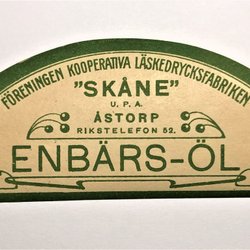 FÖRENINGEN KOOPERATIVA LÄSKEDRYCKSFABRIKEN
"SKÅNE"
U.P.A.
ÅSTORP
RIKSTELEFON 52.
ENBÄRS-ÖL